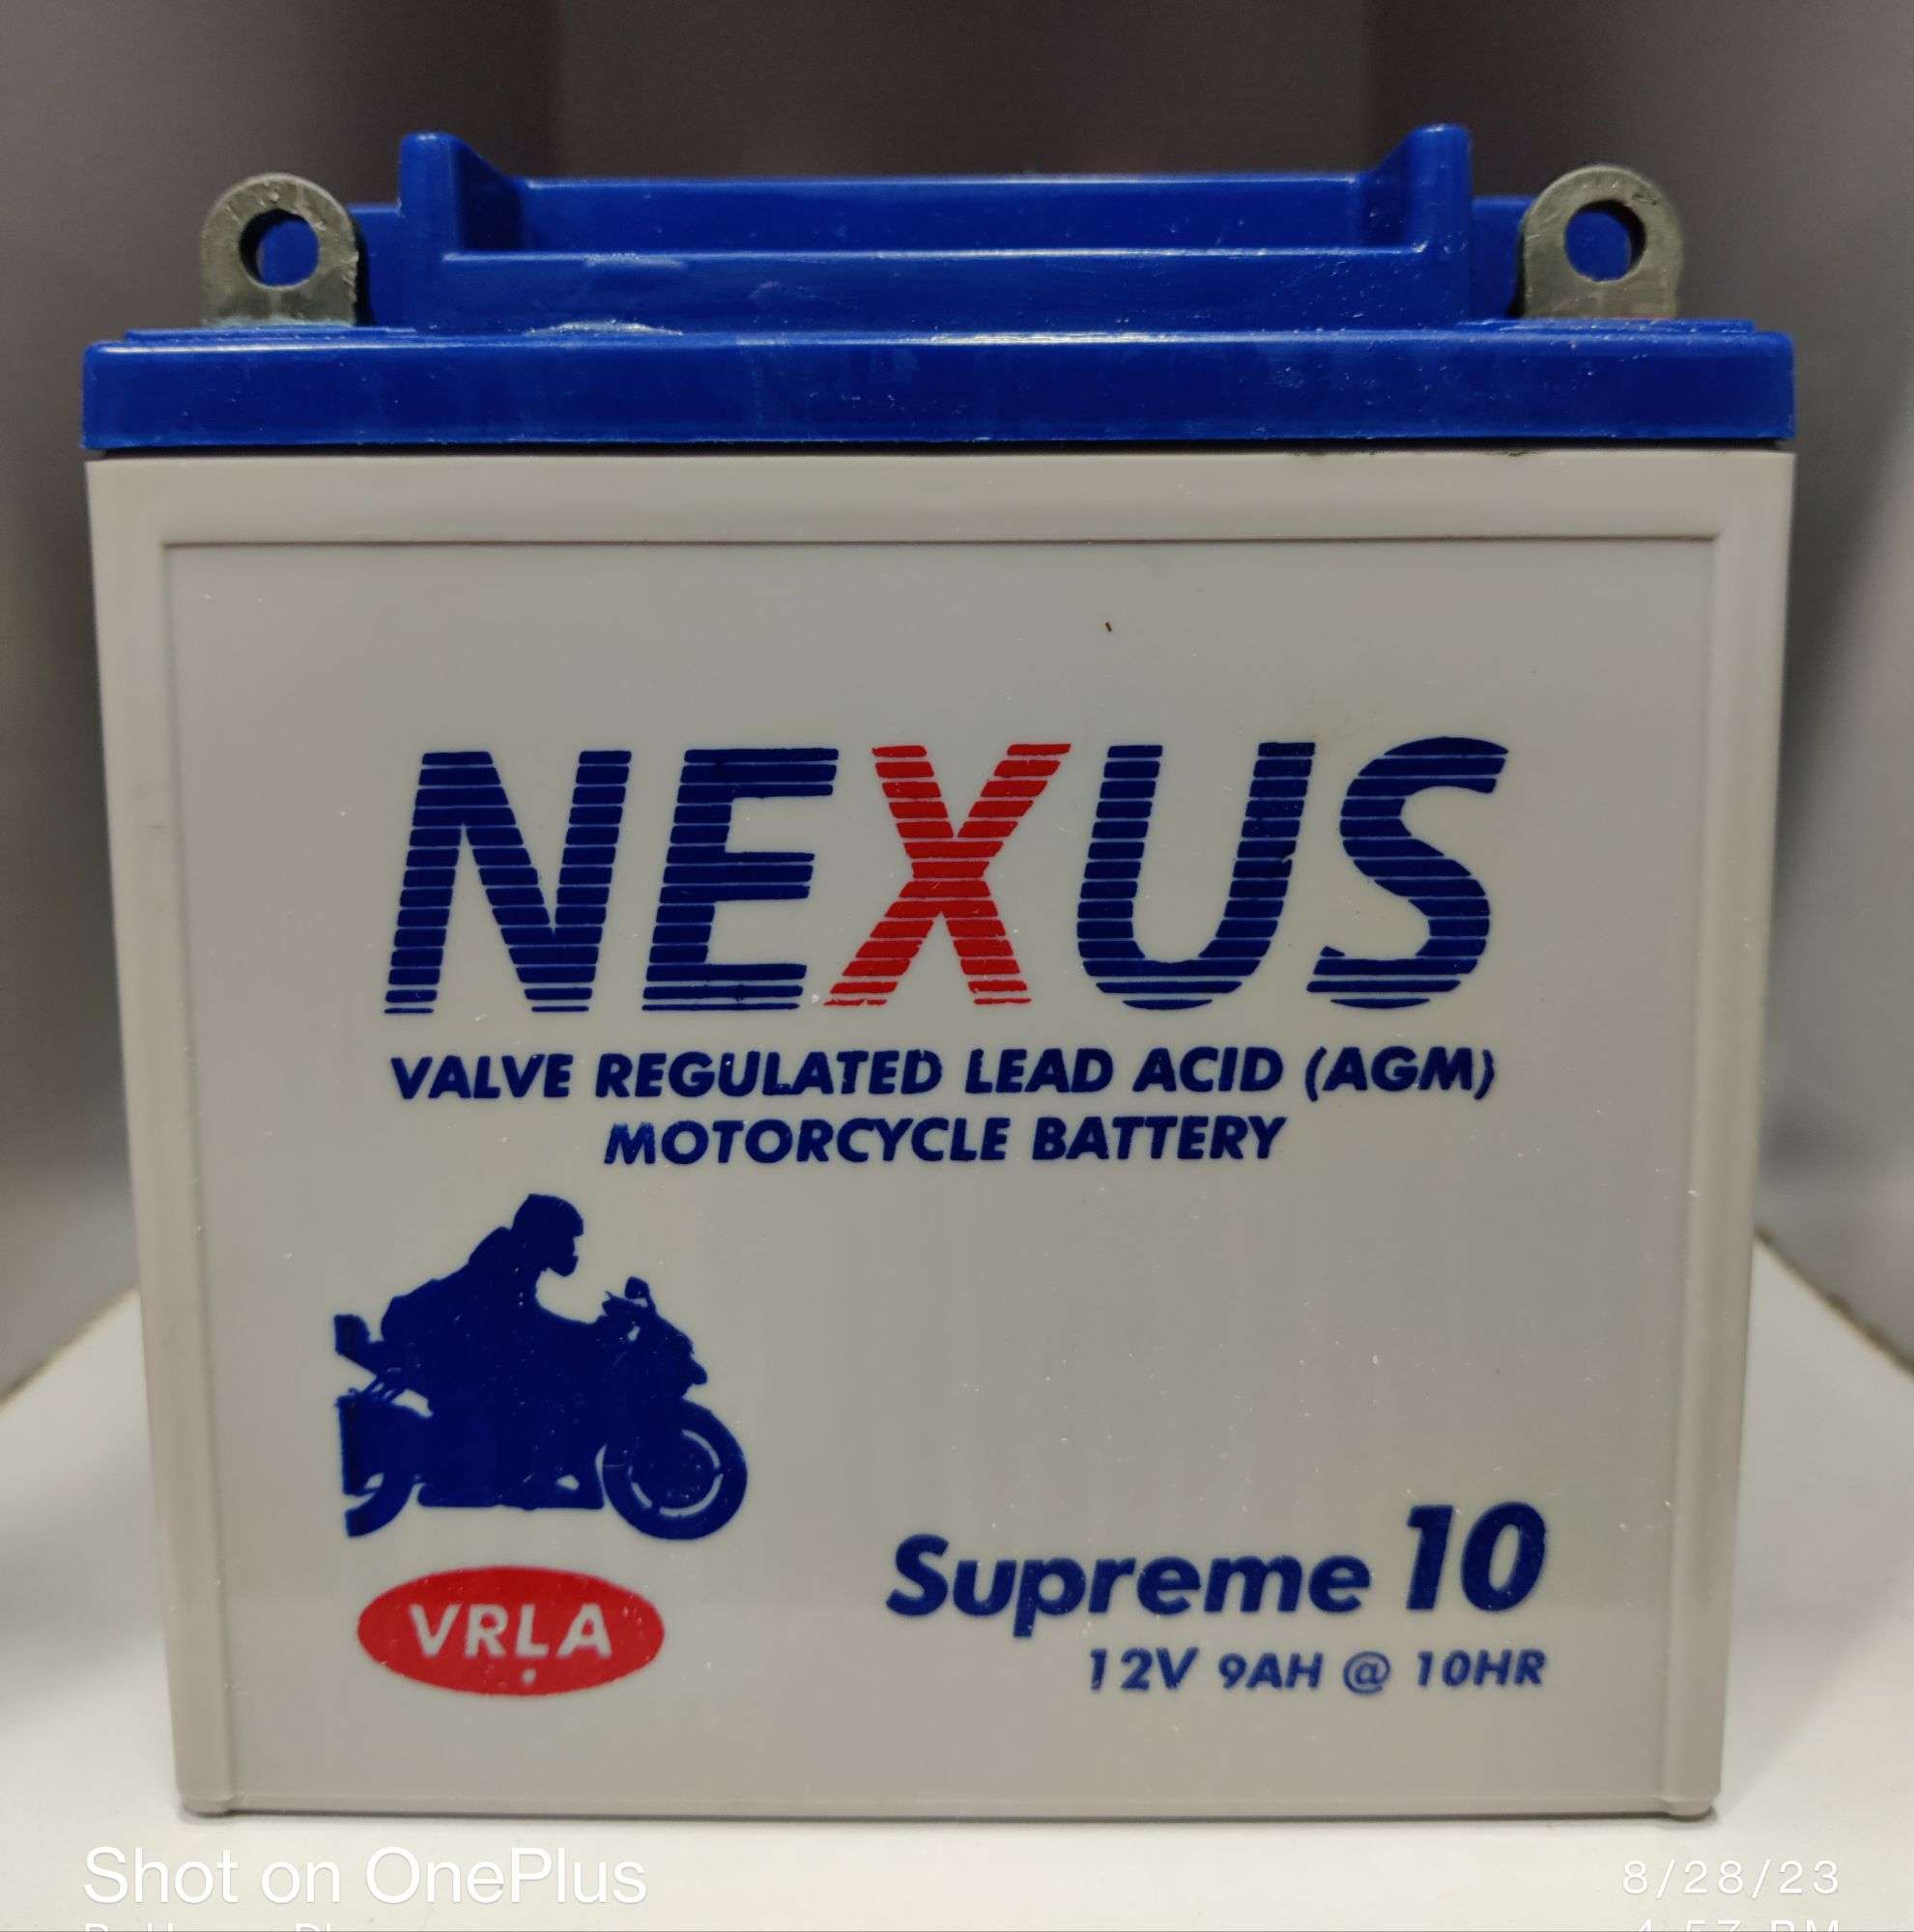 NEXUS
VALVE REGULATED LEAD ACID (AGM)
MOTORCYCLE BATTERY
VRLA
Supreme 10
12V 9AH @ 10HR
Shot on OnePlus
8/28/23